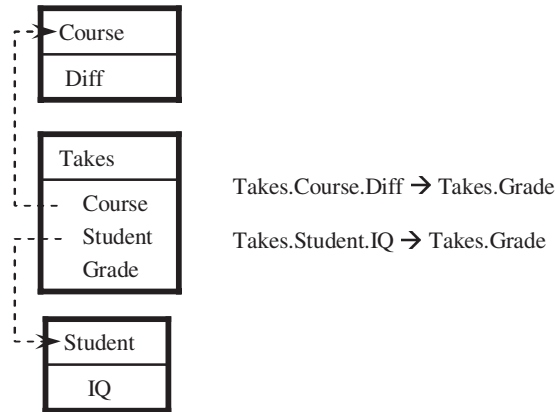 Course
Diff
Takes
Course
Student
Grade
Takes.Course.Diff → Takes.Grade
Takes.Student.IQ → Takes.Grade
Student
IQ